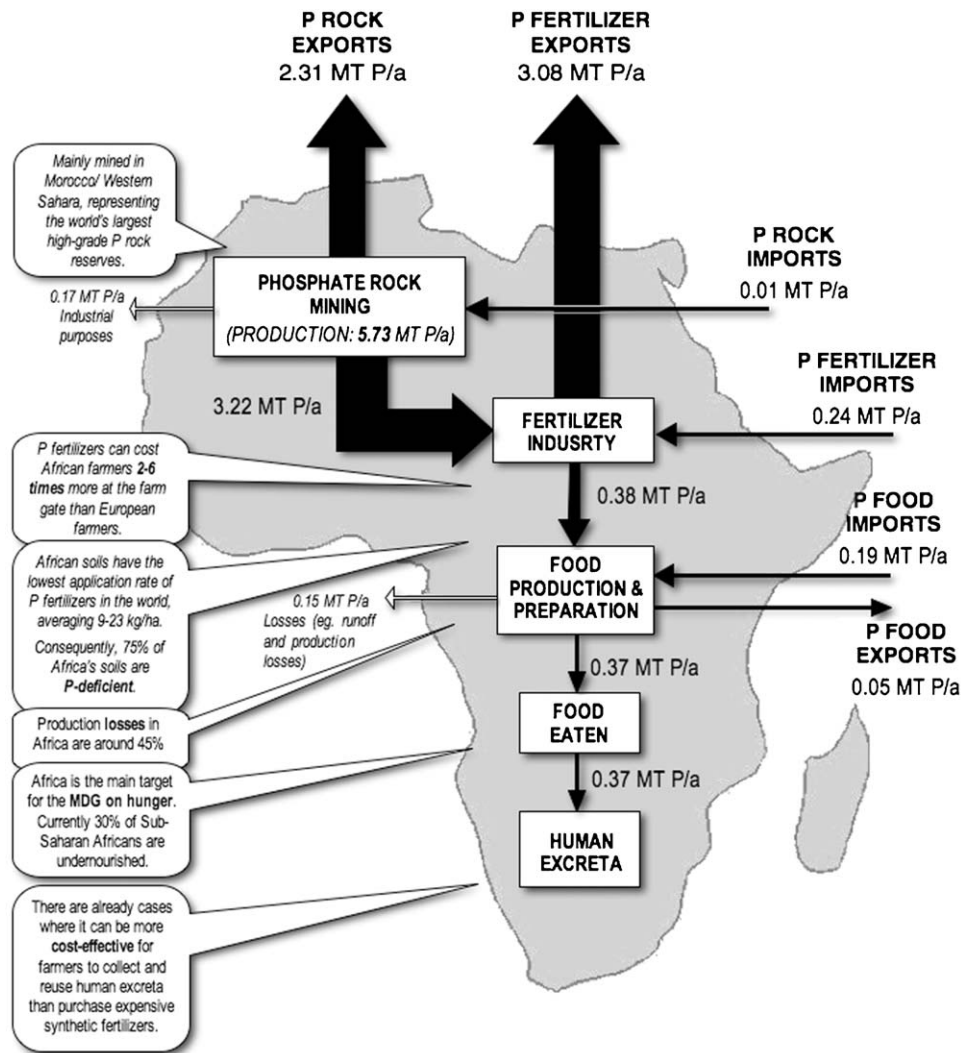 P ROCK
EXPORTS
2.31 MT P/a
P FERTILIZER
EXPORTS
3.08 MT P/a
Mainly mined in
Morocco/ Western
Sahara, representing
the world's largest
high-grade P rock
reserves.
P ROCK
IMPORTS
0.01 MT P/a
PHOSPHATE ROCK
MINING
(PRODUCTION: 5.73 MT P/a)
0.17 MT P/a
Industrial
purposes
P FERTILIZER
IMPORTS
0.24 MT P/a
3.22 MT P/a
FERTILIZER
INDUSRTY
P fertilizers can cost
African farmers 2-6
times more at the farm
gate than European
farmers.
0.38 MT P/a
P FOOD
IMPORTS
0.19 MT P/a
African soils have the
lowest application rate of
P fertilizers in the world,
averaging 9-23 kg/ha.
Consequently, 75% of
Africa's soils are
P-deficient.
FOOD
PRODUCTION &
PREPARATION
0.15 MT P/a
Losses (eg. runoff
and production
losses)
P FOOD
EXPORTS
0.05 MT P/a
0.37 MT P/a
Production losses in
Africa are around 45%
FOOD
EATEN
Africa is the main target
for the MDG on hunger.
Currently 30% of Sub-
Saharan Africans are
undernourished.
0.37 MT P/a
HUMAN
EXCRETA
There are already cases
where it can be more
cost-effective for
farmers to collect and
reuse human excreta
than purchase expensive
synthetic fertilizers.